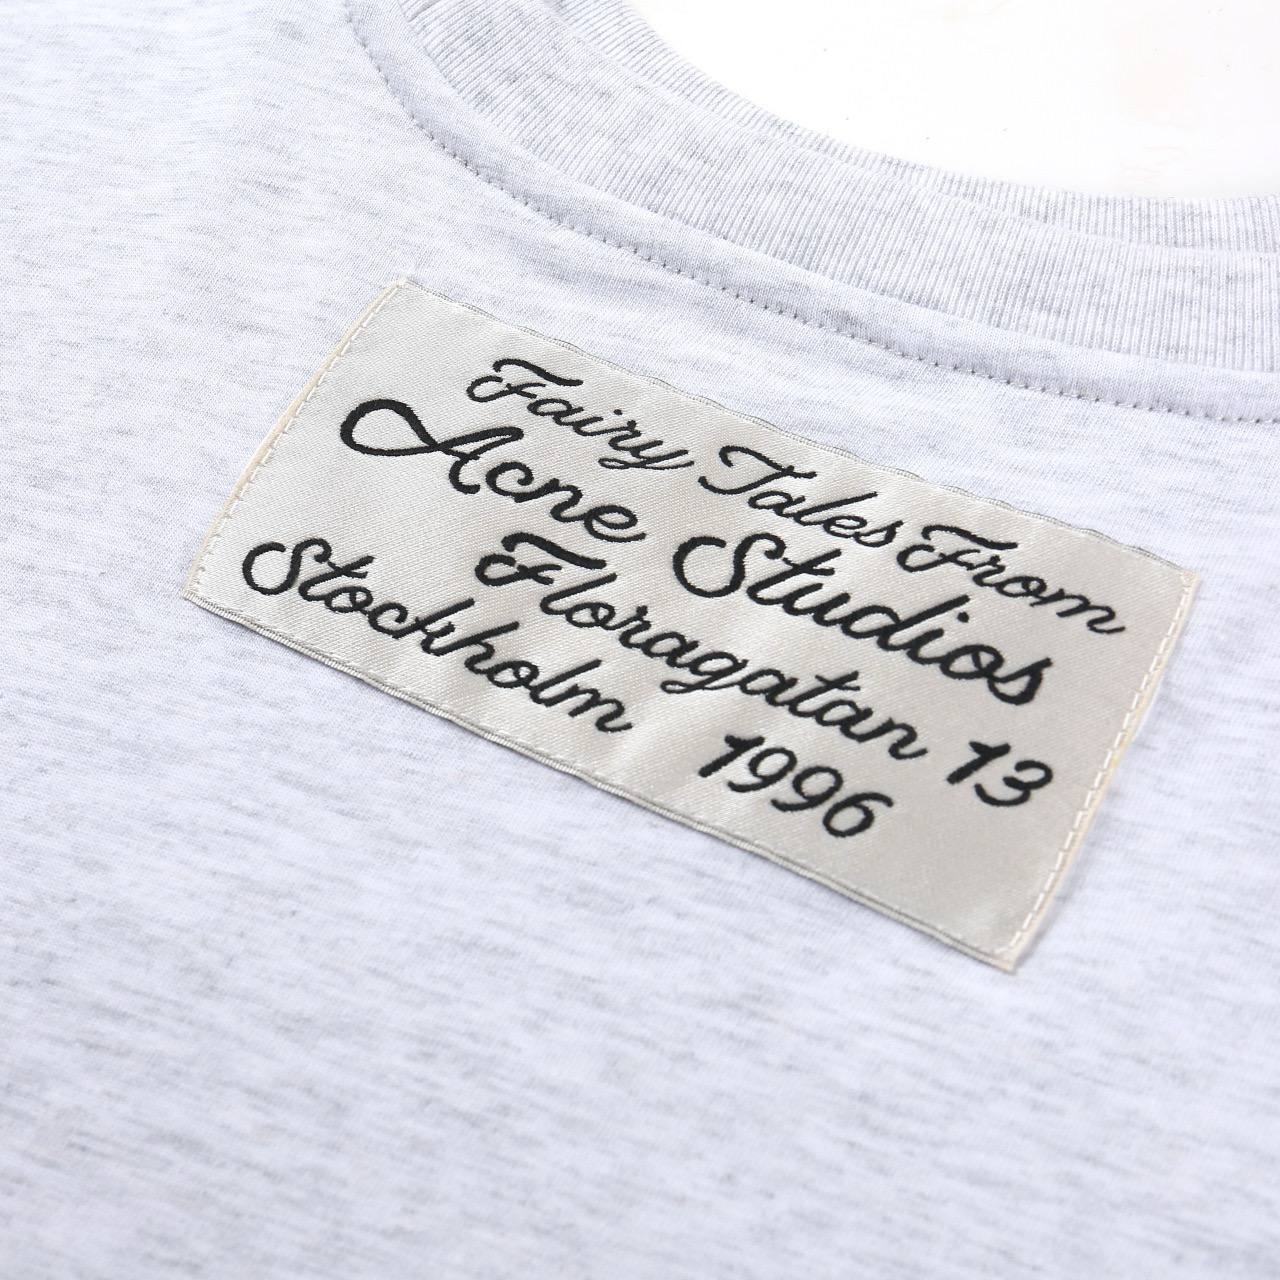 Fairy Tales From
Acne Studios
Floragatan 13
Stockholm 1996